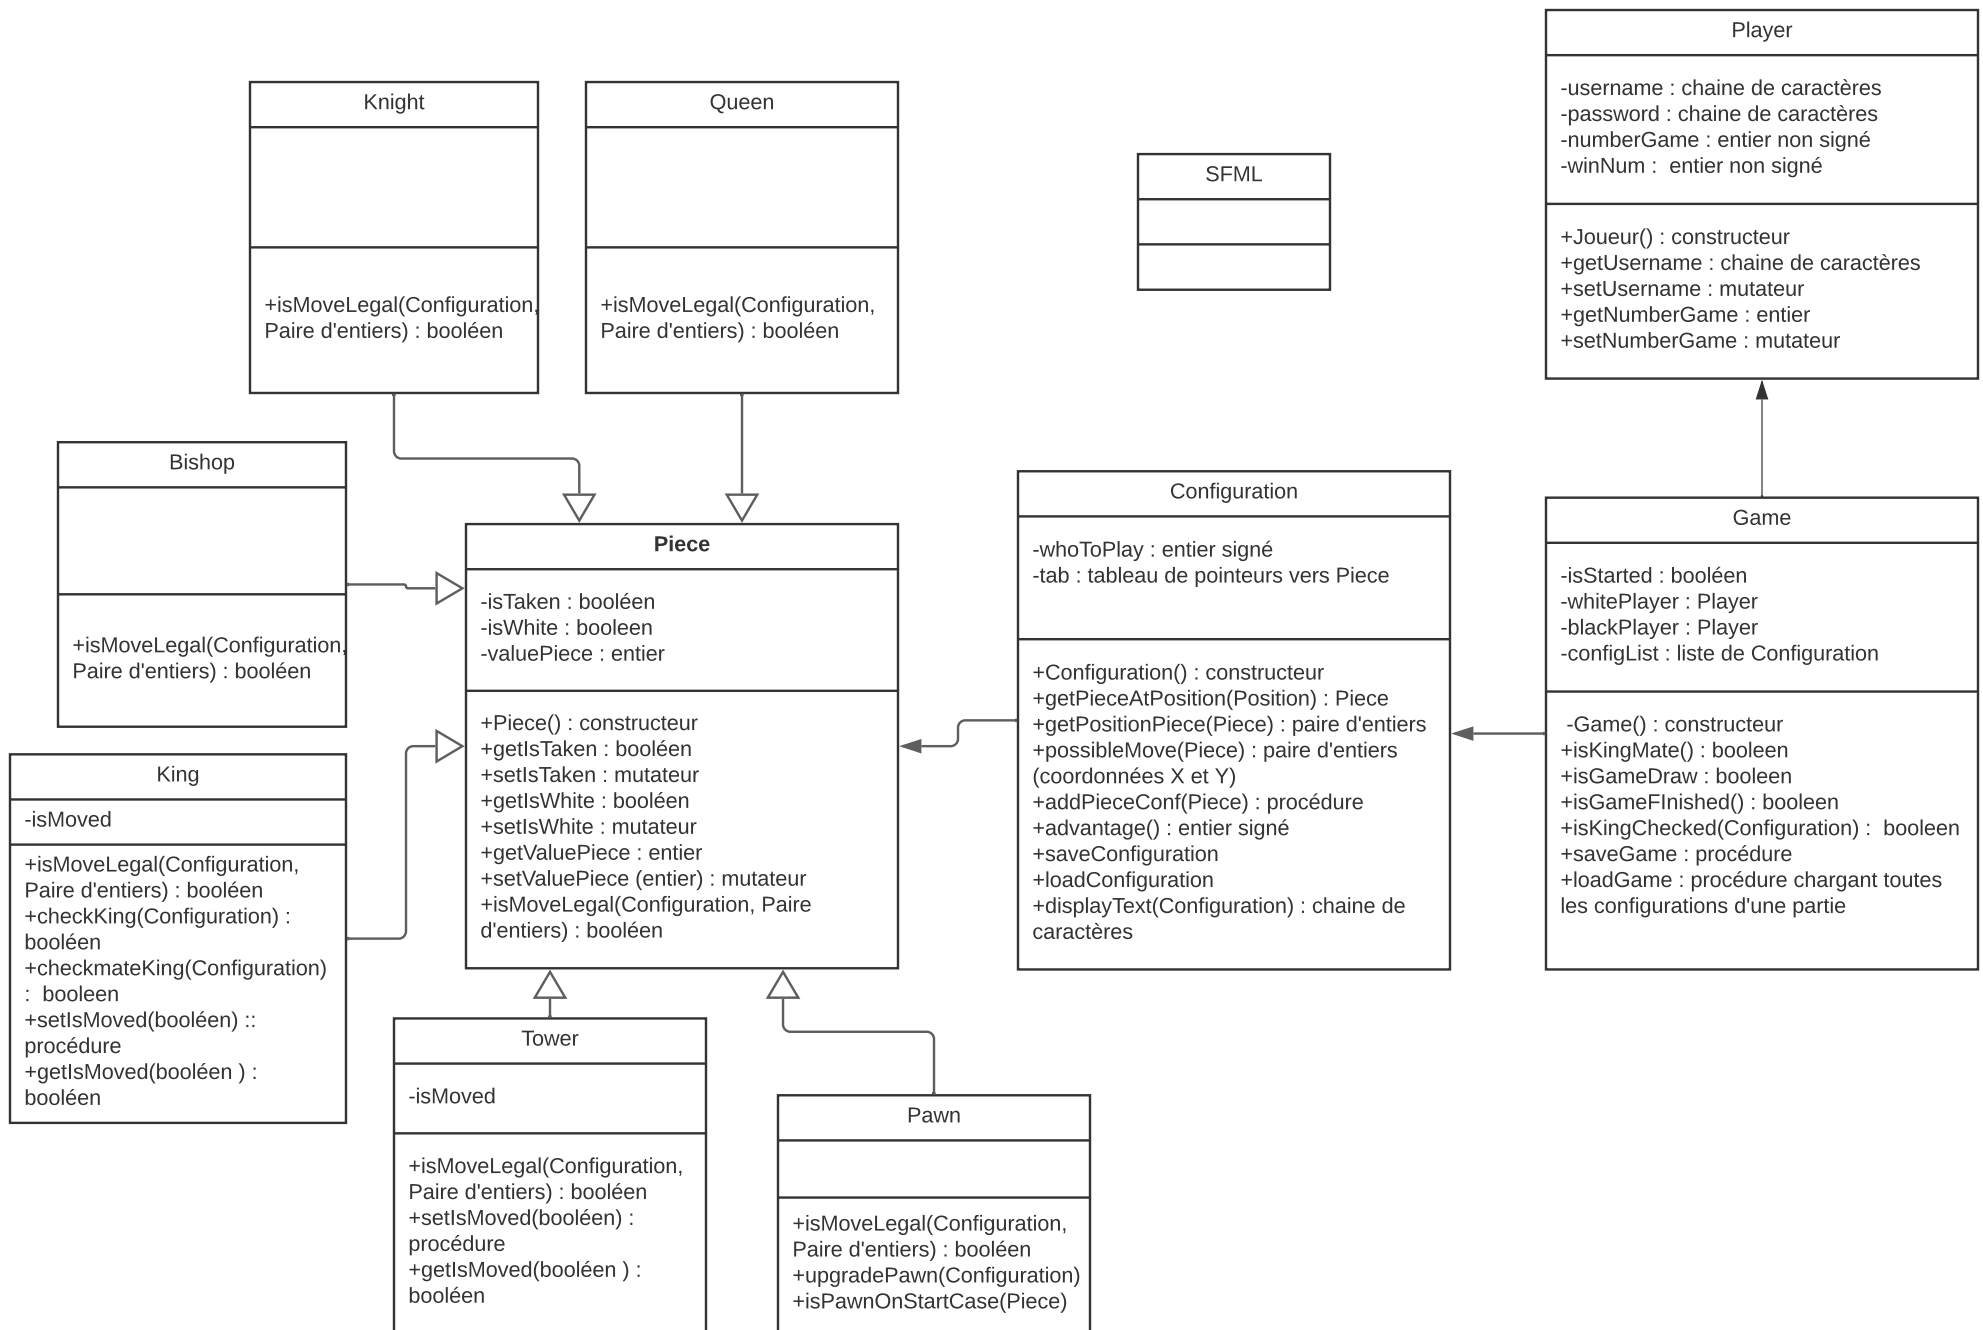 Player
-username : chaine de caractères
-password : chaine de caractères
-numberGame : entier non signé
-winNum :  entier non signé
+Joueur() : constructeur
+getUsername : chaine de caractères
+setUsername : mutateur
+getNumberGame : entier
+setNumberGame : mutateur
Knight
+isMoveLegal(Configuration,
Paire d'entiers) : booléen
Queen
+isMoveLegal(Configuration,
Paire d'entiers) : booléen
SFML
Bishop
+isMoveLegal(Configuration,
Paire d'entiers) : booléen
Piece
-isTaken : booléen
-isWhite : booleen
-valuePiece : entier
+Piece() : constructeur
+getIsTaken : booléen
+setIsTaken : mutateur
+getIsWhite : booléen
+setIsWhite : mutateur
+getValuePiece : entier
+setValuePiece (entier) : mutateur
+isMoveLegal(Configuration, Paire
d'entiers) : booléen
Configuration
-whoToPlay : entier signé
-tab : tableau de pointeurs vers Piece
+Configuration() : constructeur
+getPieceAtPosition(Position) : Piece
+getPositionPiece(Piece) : paire d'entiers
+possibleMove(Piece) : paire d'entiers
(coordonnées X et Y)
+addPieceConf(Piece) : procédure
+advantage() : entier signé
+saveConfiguration
+loadConfiguration
+displayText(Configuration) : chaine de
caractères
Game
-isStarted : booléen
-whitePlayer : Player
-blackPlayer : Player
-configList : liste de Configuration
-Game() : constructeur
+isKingMate() : booleen
+isGameDraw : booleen
+isGameFInished() : booleen
+isKingChecked(Configuration) :  booleen
+saveGame : procédure
+loadGame : procédure chargant toutes
les configurations d'une partie
King
-isMoved
+isMoveLegal(Configuration,
Paire d'entiers) : booléen
+checkKing(Configuration) :
booléen
+checkmateKing(Configuration)
:  booleen
+setIsMoved(booléen) ::
procédure
+getIsMoved(booléen ) :
booléen
Tower
-isMoved
+isMoveLegal(Configuration,
Paire d'entiers) : booléen
+setIsMoved(booléen) :
procédure
+getIsMoved(booléen ) :
booléen
Pawn
+isMoveLegal(Configuration,
Paire d'entiers) : booléen
+upgradePawn(Configuration)
+isPawnOnStartCase(Piece)